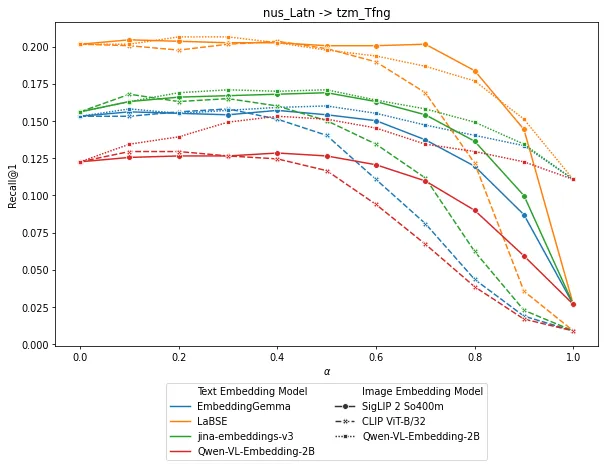 nus_Latn -> tzm_Tfng
Recall@1
0.200
0.175
0.150
0.125
0.100
0.075
0.050
0.025
0.000
0.0 0.2 0.4 0.6 0.8 1.0
α
Text Embedding Model
EmbeddingGemma
LaBSE
jina-embeddings-v3
Qwen-VL-Embedding-2B
Image Embedding Model
SigLIP 2 So400m
CLIP ViT-B/32
Qwen-VL-Embedding-2B